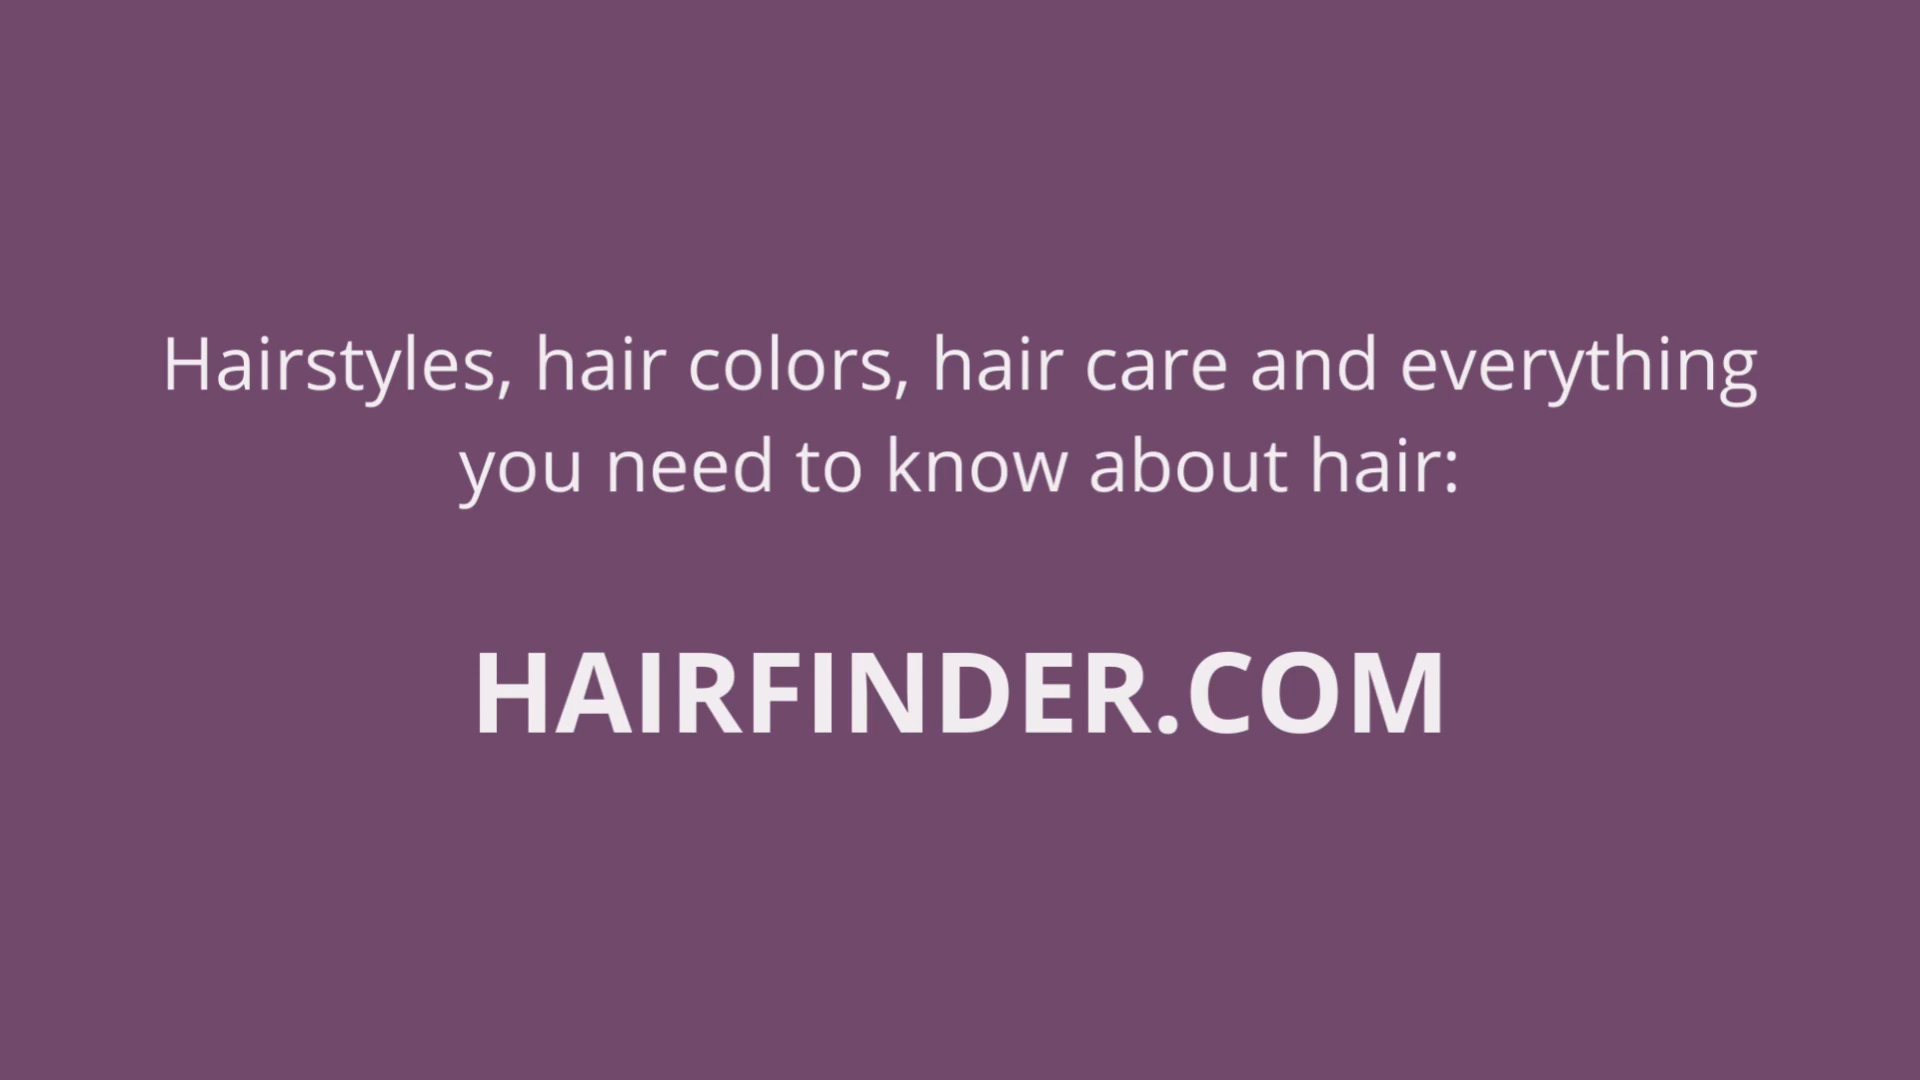 Hairstyles, hair colors, hair care and everything
you need to know about hair:
HAIRFINDER.COM